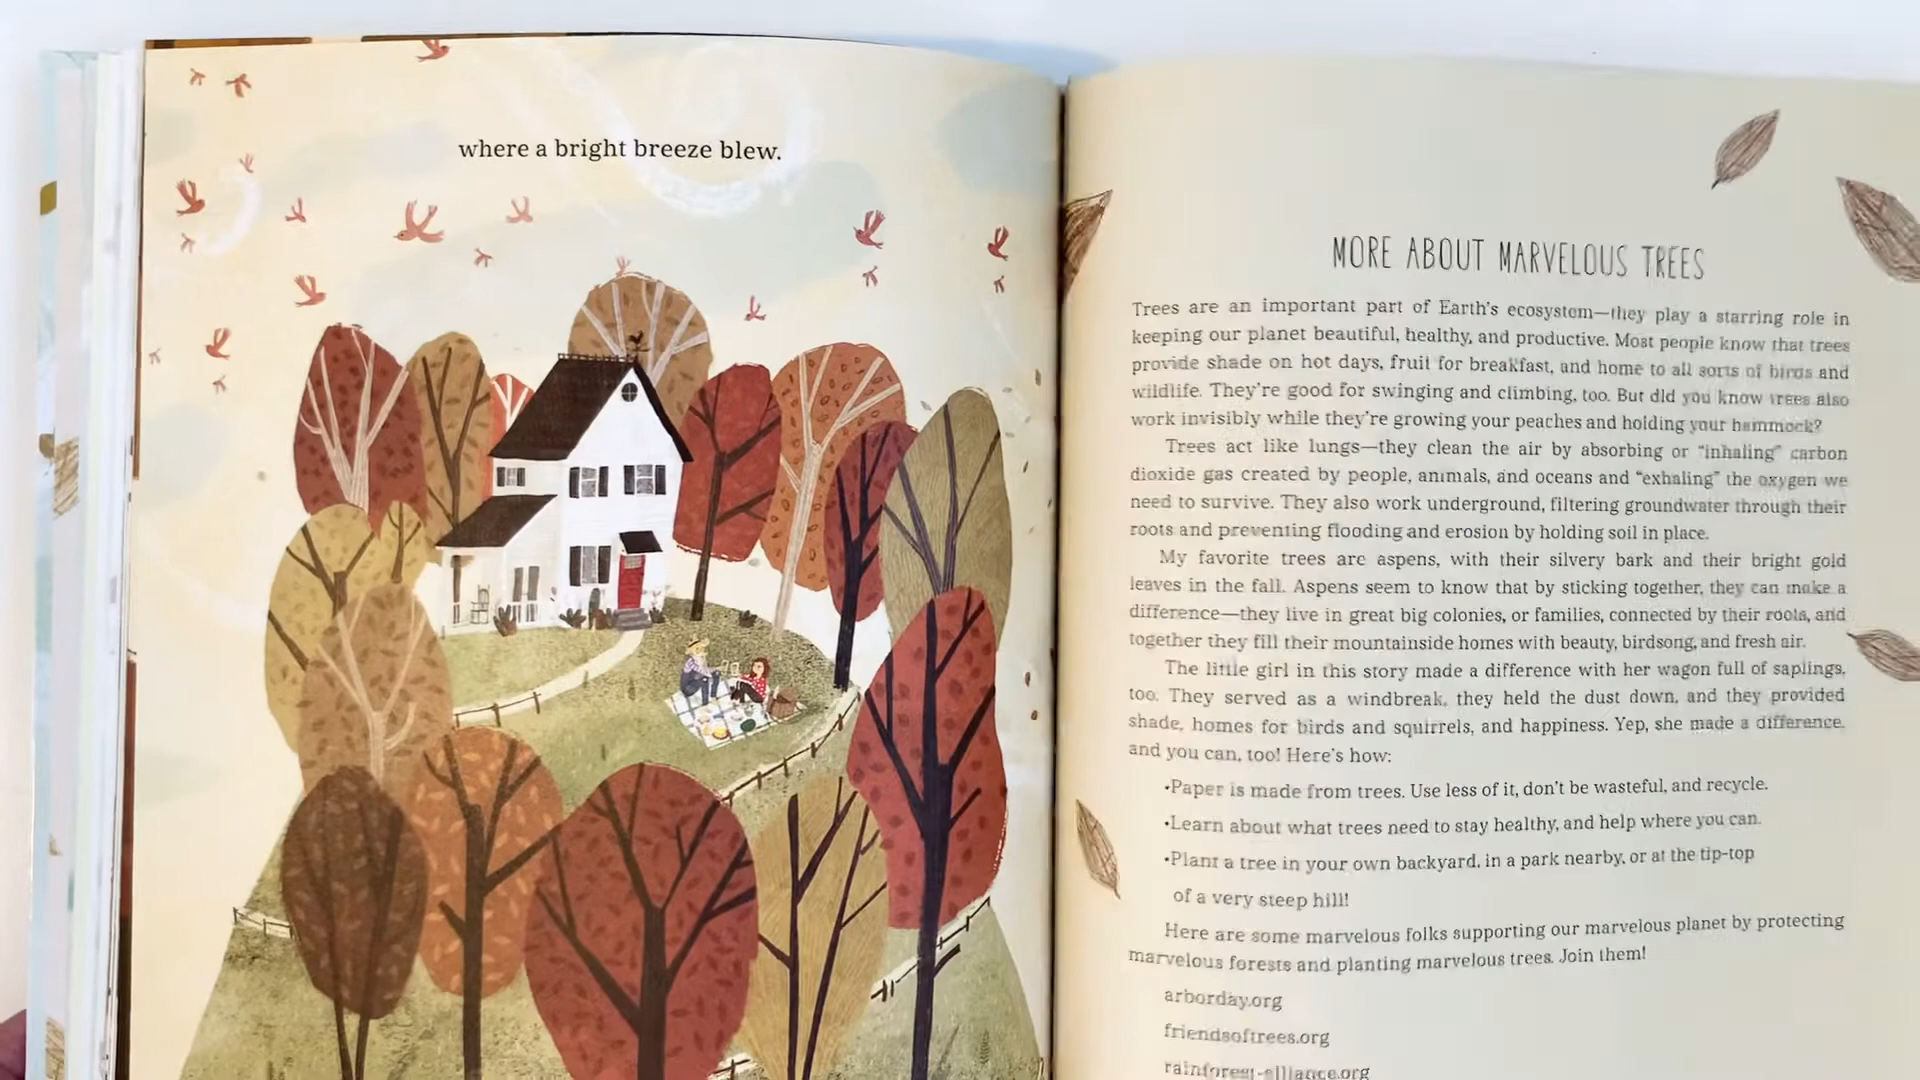 where a bright breeze blew.
MORE ABOUT MARVELOUS TREES
Trees are an important part of Earth's ecosystem—they play a starring role in
keeping our planet beautiful, healthy, and productive. Most people know that trees
provide shade on hot days, fruit for breakfast, and home to all sorts of birds and
wildlife. They're good for swinging and climbing, too. But did you know trees also
work invisibly while they're growing your peaches and holding your hammock?
Trees act like lungs—they clean the air by absorbing or "inhaling" carbon
dioxide gas created by people, animals, and oceans and "exhaling" the oxygen we
need to survive. They also work underground, filtering groundwater through their
roots and preventing flooding and erosion by holding soil in place.
My favorite trees are aspens, with their silvery bark and their bright gold
leaves in the fall. Aspens seem to know that by sticking together, they can make a
difference—they live in great big colonies, or families, connected by their roots, and
together they fill their mountainside homes with beauty, birdsong, and fresh air.
The little girl in this story made a difference with her wagon full of saplings,
too. They served as a windbreak, they held the dust down, and they provided
shade, homes for birds and squirrels, and happiness. Yep, she made a difference,
and you can, too! Here's how:
•Paper is made from trees. Use less of it, don't be wasteful, and recycle.
•Learn about what trees need to stay healthy, and help where you can.
•Plant a tree in your own backyard, in a park nearby, or at the tip-top
of a very steep hill!
Here are some marvelous folks supporting our marvelous planet by protecting
marvelous forests and planting marvelous trees. Join them!
arborday.org
friendsoftrees.org
rainforest-alliance.org